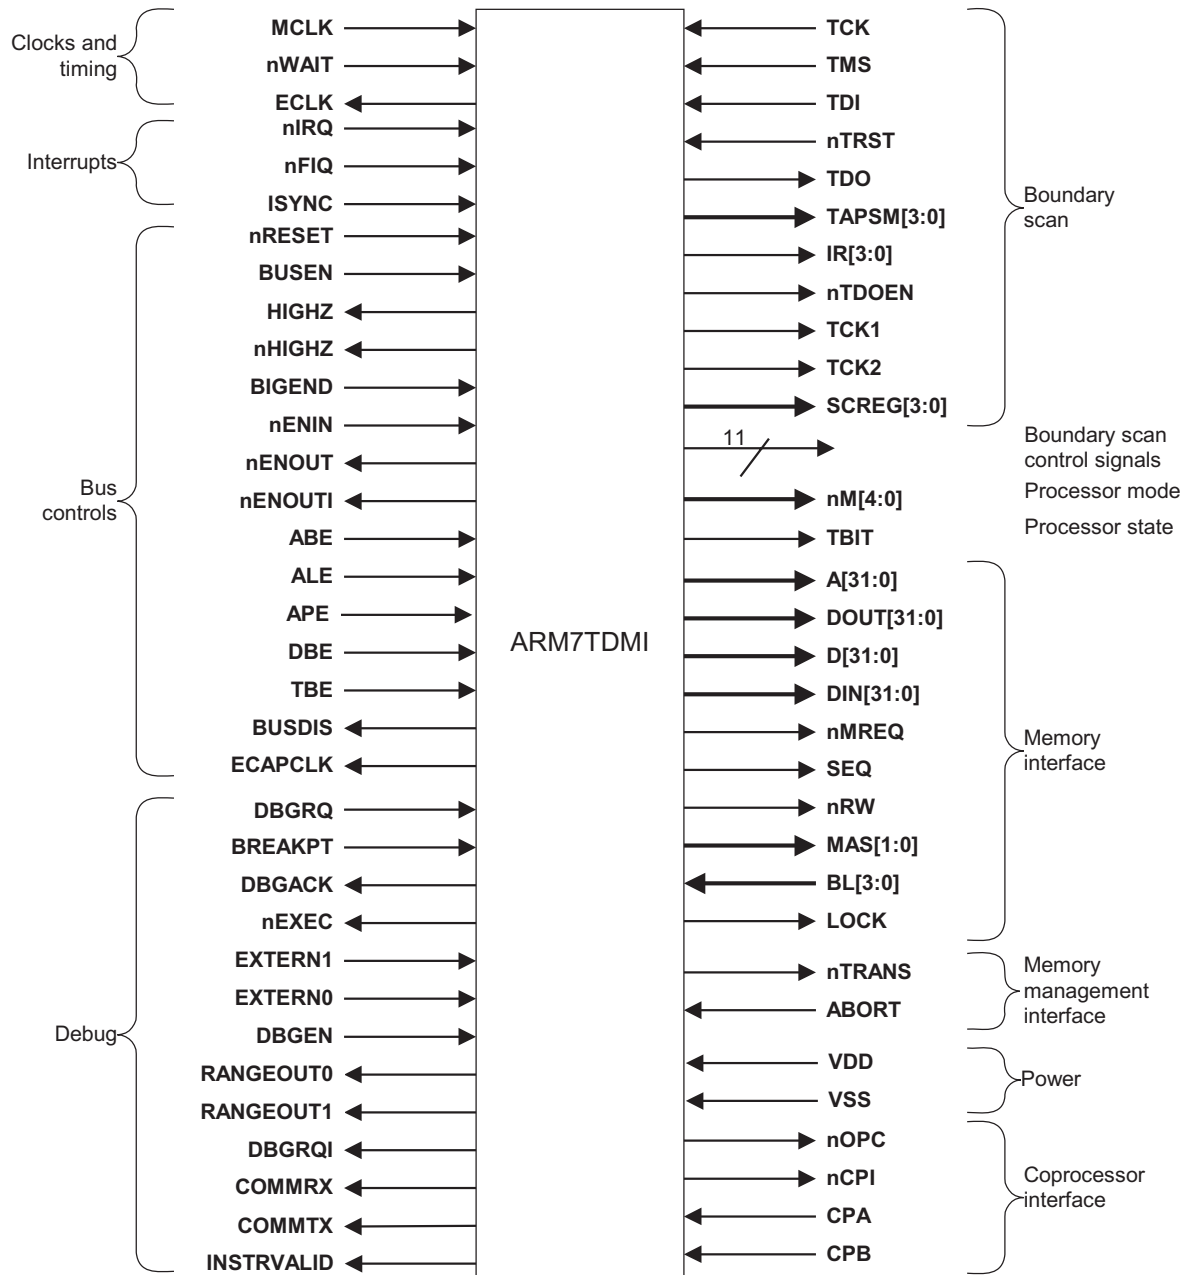 Clocks and
timing
MCLK
nWAIT
ECLK
Interrupts
nIRQ
nFIQ
ISYNC
Bus
controls
nRESET
BUSEN
HIGHZ
nHIGHZ
BIGEND
nENIN
nENOUT
nENOUTI
ABE
ALE
APE
DBE
TBE
BUSDIS
ECAPCLK
Debug
DBGRQ
BREAKPT
DBGACK
nEXEC
EXTERN1
EXTERN0
DBGEN
RANGEOUT0
RANGEOUT1
DBGRQI
COMMRX
COMMTX
INSTRVALID
ARM7TDMI
TCK
TMS
TDI
nTRST
TDO
TAPSM[3:0]
IR[3:0]
nTDOEN
TCK1
TCK2
SCREG[3:0]
Boundary
scan
11
Boundary scan
control signals
nM[4:0]
Processor mode
TBIT
Processor state
A[31:0]
DOUT[31:0]
D[31:0]
DIN[31:0]
nMREQ
SEQ
nRW
MAS[1:0]
BL[3:0]
LOCK
Memory
interface
nTRANS
ABORT
Memory
management
interface
VDD
VSS
Power
nOPC
nCPI
CPA
CPB
Coprocessor
interface